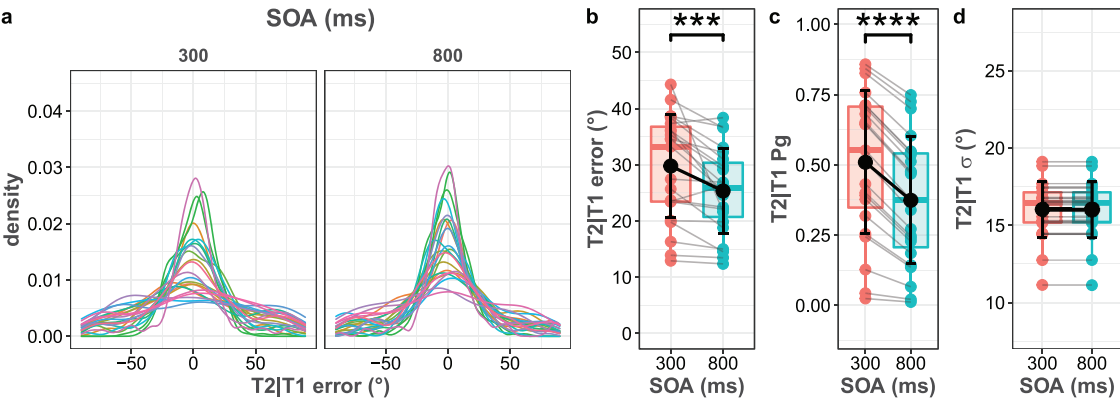 a
SOA (ms)
300 800
density
0.04
0.03
0.02
0.01
0.00
−50 0 50 −50 0 50
T2|T1 error (°)
b
***
T2|T1 error (°)
50
40
30
20
10
0
300 800
SOA (ms)
c
****
T2|T1 Pg
1.00
0.75
0.50
0.25
0.00
300 800
SOA (ms)
d
T2|T1 σ (°)
25
20
15
10
300 800
SOA (ms)